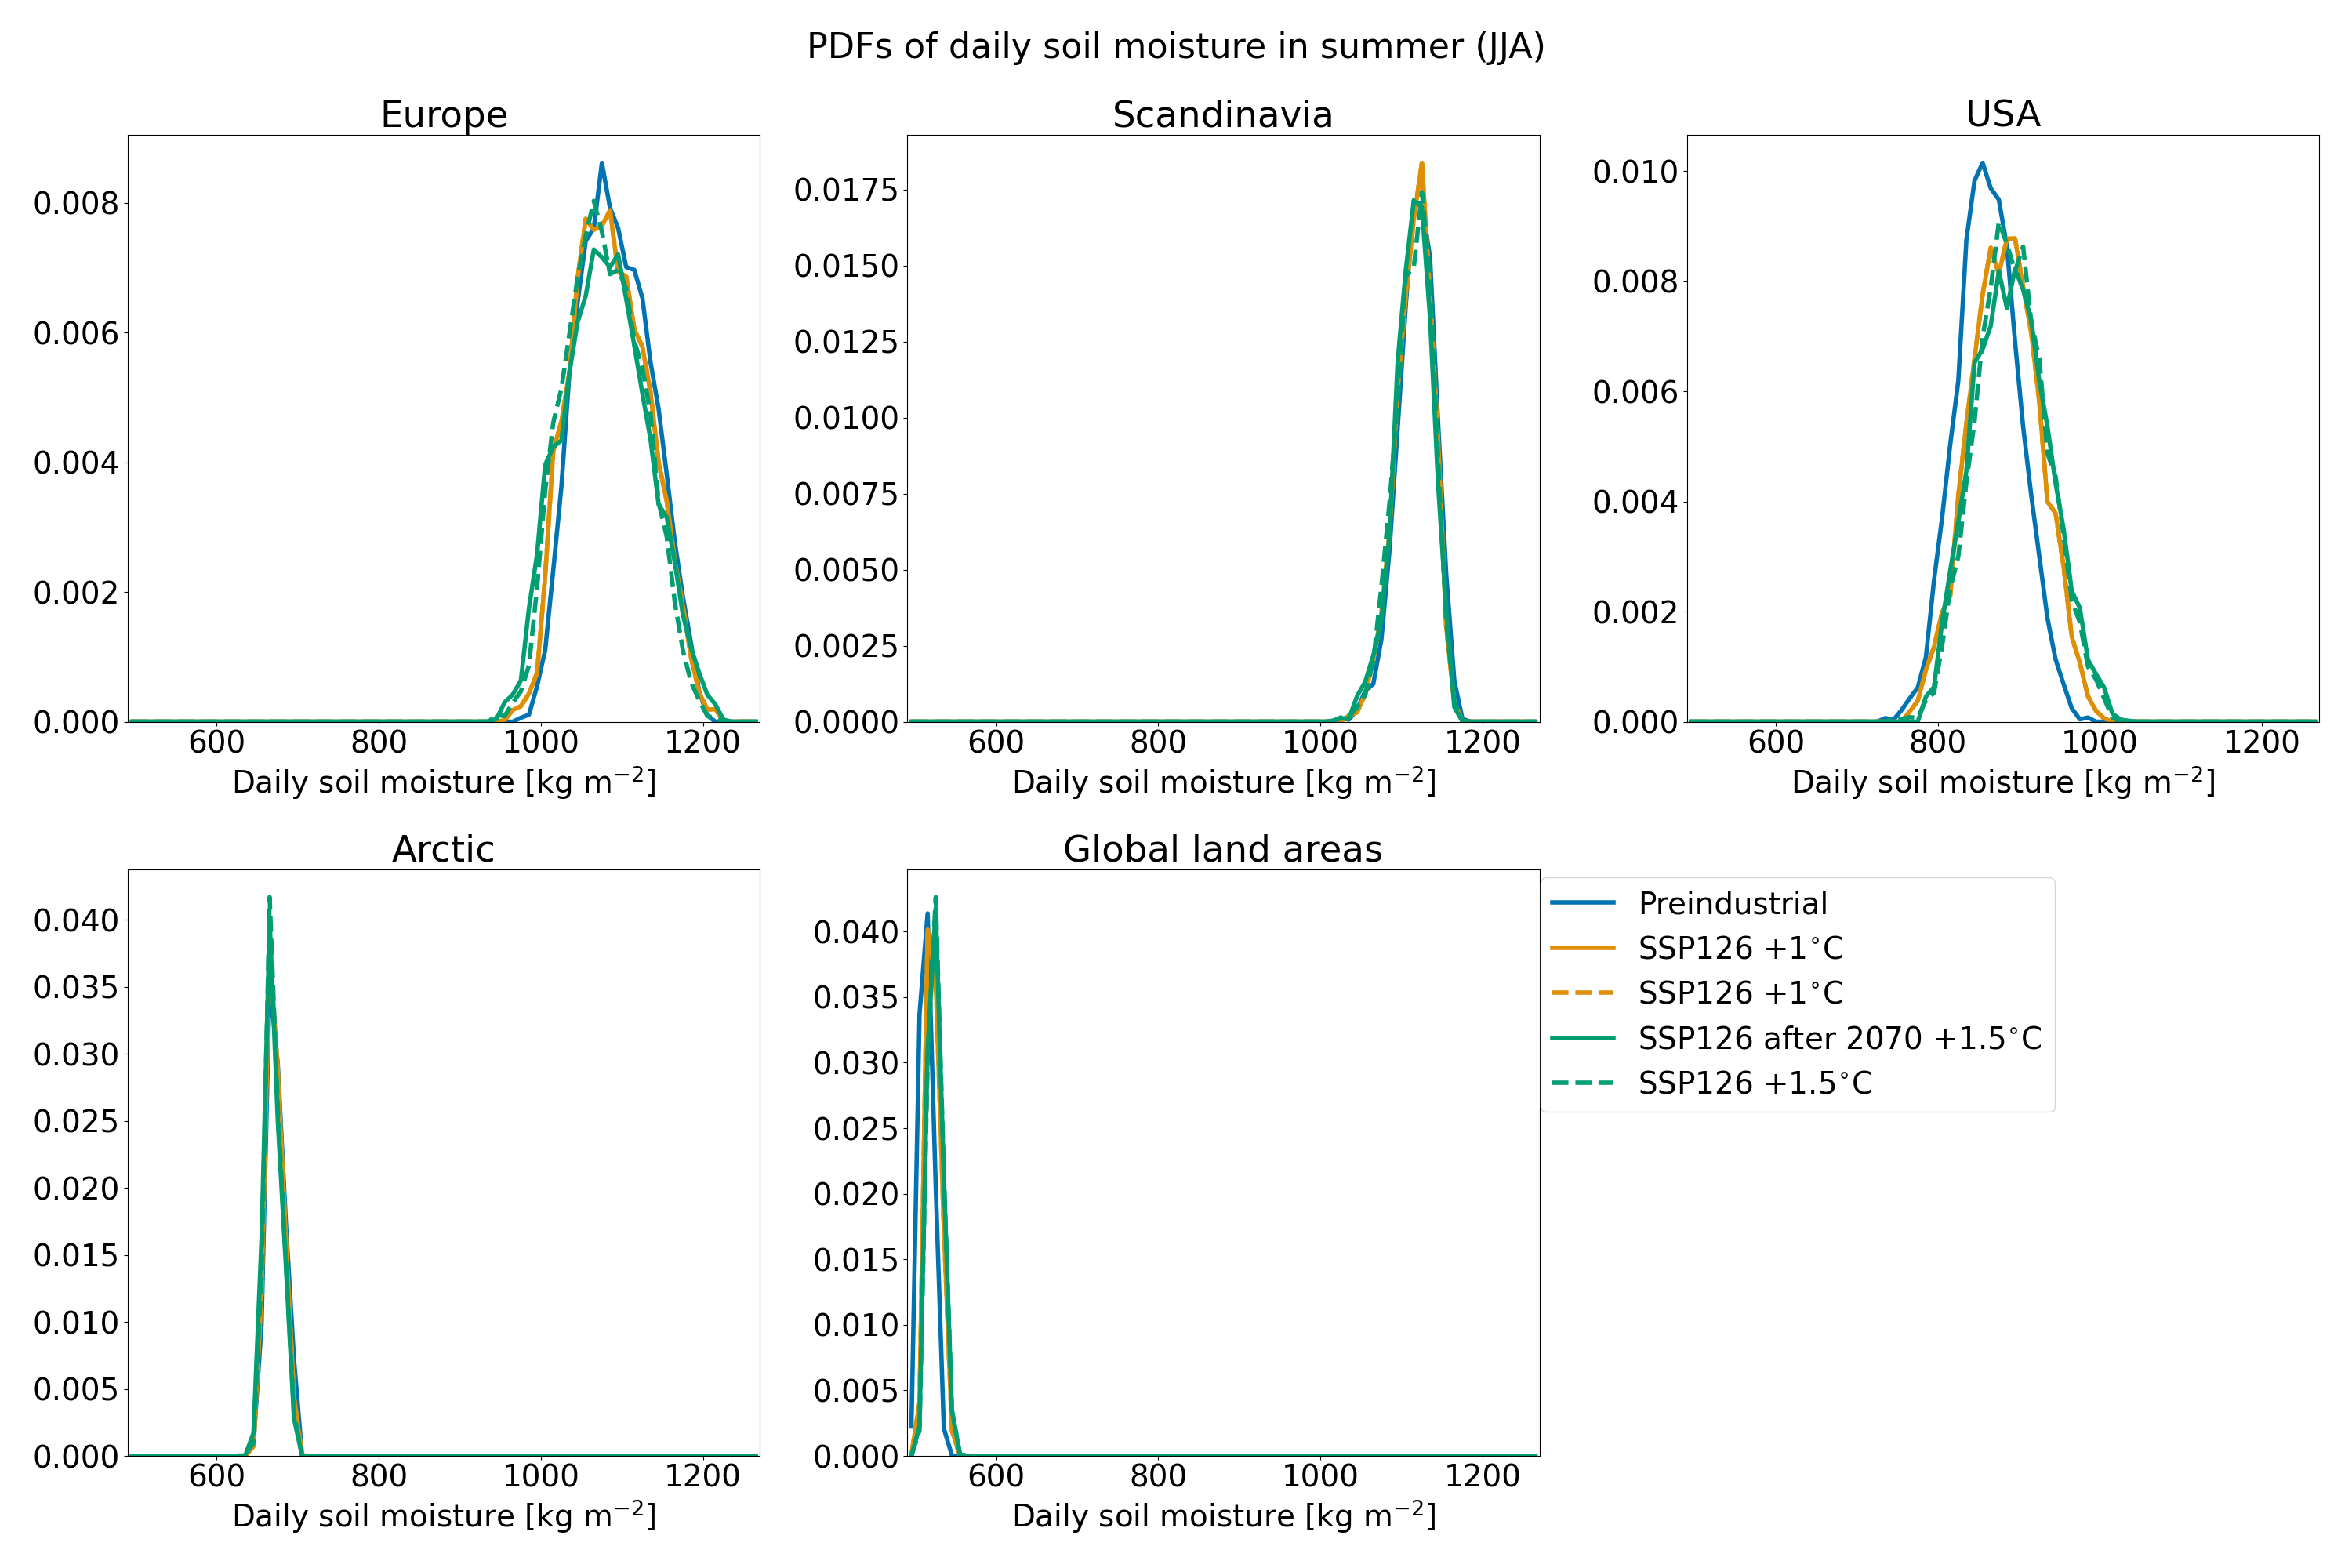 PDFs of daily soil moisture in summer (JJA)
Europe
0.008
0.006
0.004
0.002
0.000
600 800 1000 1200
Daily soil moisture [kg m⁻²]
Scandinavia
0.0175
0.0150
0.0125
0.0100
0.0075
0.0050
0.0025
0.0000
600 800 1000 1200
Daily soil moisture [kg m⁻²]
USA
0.010
0.008
0.006
0.004
0.002
0.000
600 800 1000 1200
Daily soil moisture [kg m⁻²]
Arctic
0.040
0.035
0.030
0.025
0.020
0.015
0.010
0.005
0.000
600 800 1000 1200
Daily soil moisture [kg m⁻²]
Global land areas
0.040
0.035
0.030
0.025
0.020
0.015
0.010
0.005
0.000
600 800 1000 1200
Daily soil moisture [kg m⁻²]
Preindustrial
SSP126 +1°C
SSP126 +1°C
SSP126 after 2070 +1.5°C
SSP126 +1.5°C